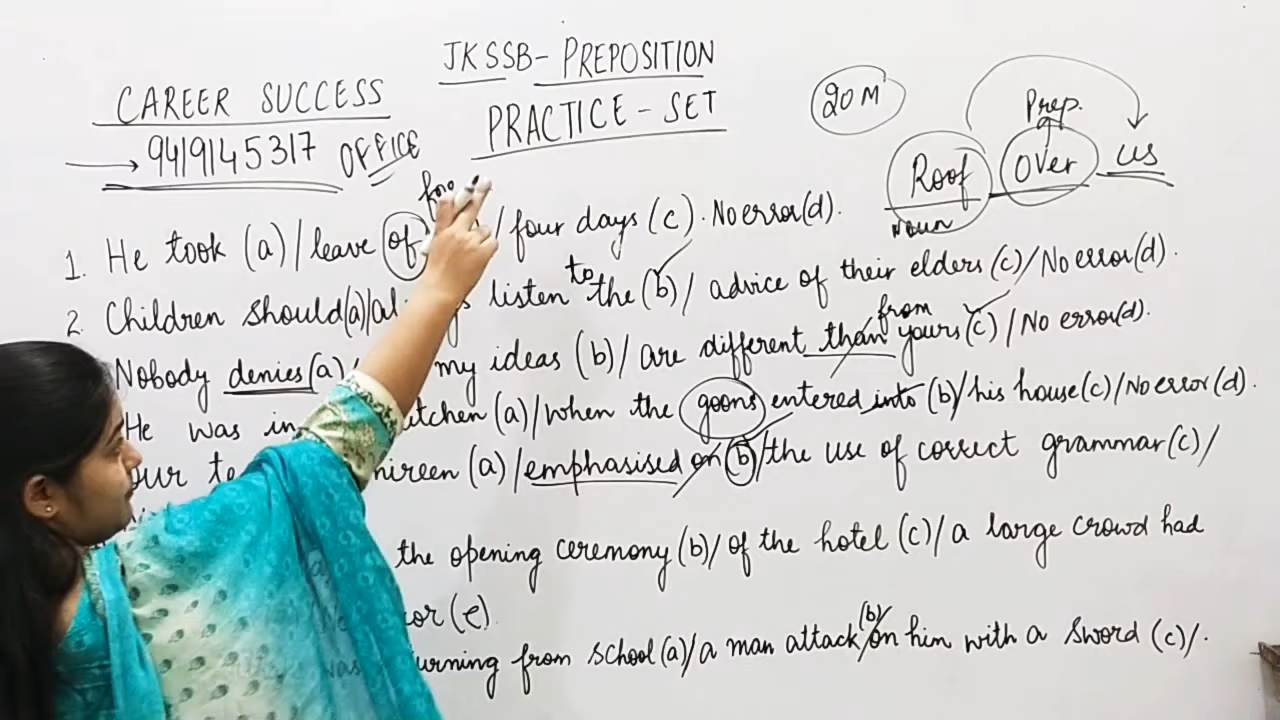 JKSSB - PREPOSITION
PRACTICE - SET
CAREER SUCCESS
9419145317 OFFICE
20 M
Prep.
Roof Over us
Noun
for
1. He took (a) / leave of / four days (c). No error (d).
to
2. Children should (a) / listen the (b) / advice of their elders (c) / No error (d).
from
Nobody denies (a) / my ideas (b) / are different than yours (c) / No error (d).
He was in (a) / when the goons entered into (b) / his house (c) / No error (d).
our (a) / emphasised on (b) / the use of correct grammar (c) /
the opening ceremony (b) / of the hotel (c) / a large crowd had
(e)
(b)
from school (a) / a man attack / on him with a sword (c) / .